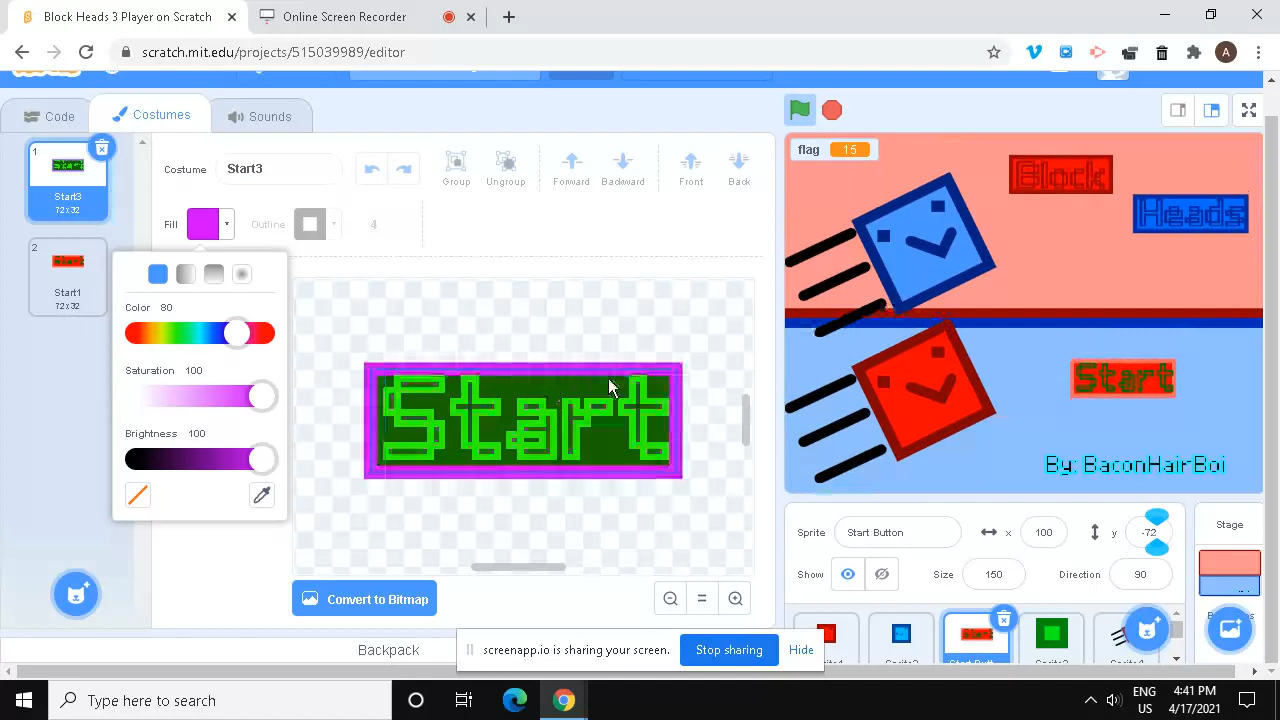 Block Heads 3 Player on Scratch
Online Screen Recorder
scratch.mit.edu/projects/515039989/editor
A
Code
Costumes
Sounds
1
Start
Start3
72x32
2
Start
Start1
72x32
Costume
Start3
Group
Ungroup
Forward
Backward
Front
Back
Fill
Outline
4
Color 80
Saturation 100
Brightness 100
Start
Convert to Bitmap
Backpack
flag 15
Block
Heads
Start
By: BaconHairBoi
Sprite
Start Button
x
100
y
-72
Show
Size
150
Direction
90
Stage
screenapp.io is sharing your screen.
Stop sharing
Hide
Type here to search
ENG
US
4:41 PM
4/17/2021